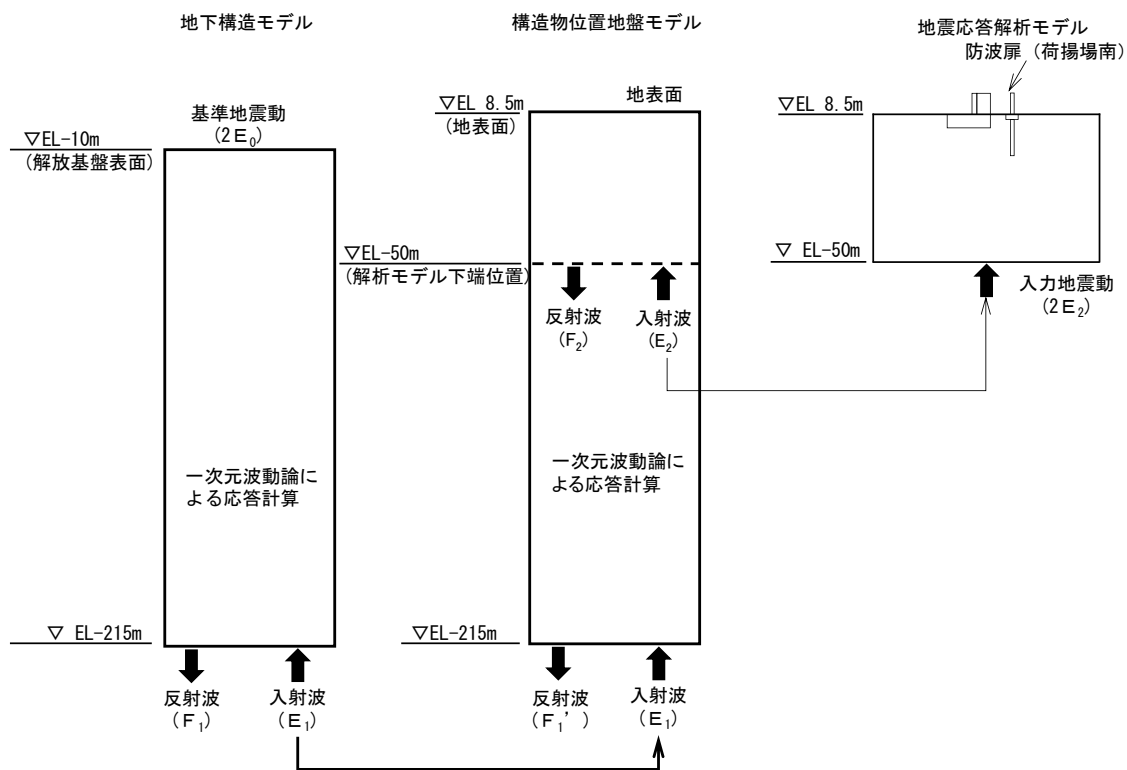 地下構造モデル
基準地震動
(2E₀)
▽EL-10m
(解放基盤表面)
一次元波動論に
よる応答計算
▽ EL-215m
反射波
(F₁)
入射波
(E₁)
構造物位置地盤モデル
▽EL 8.5m
(地表面)
地表面
▽EL-50m
(解析モデル下端位置)
反射波
(F₂)
入射波
(E₂)
一次元波動論に
よる応答計算
▽EL-215m
反射波
(F₁’)
入射波
(E₁)
地震応答解析モデル
防波扉（荷揚場南）
▽EL 8.5m
▽ EL-50m
入力地震動
(2E₂)